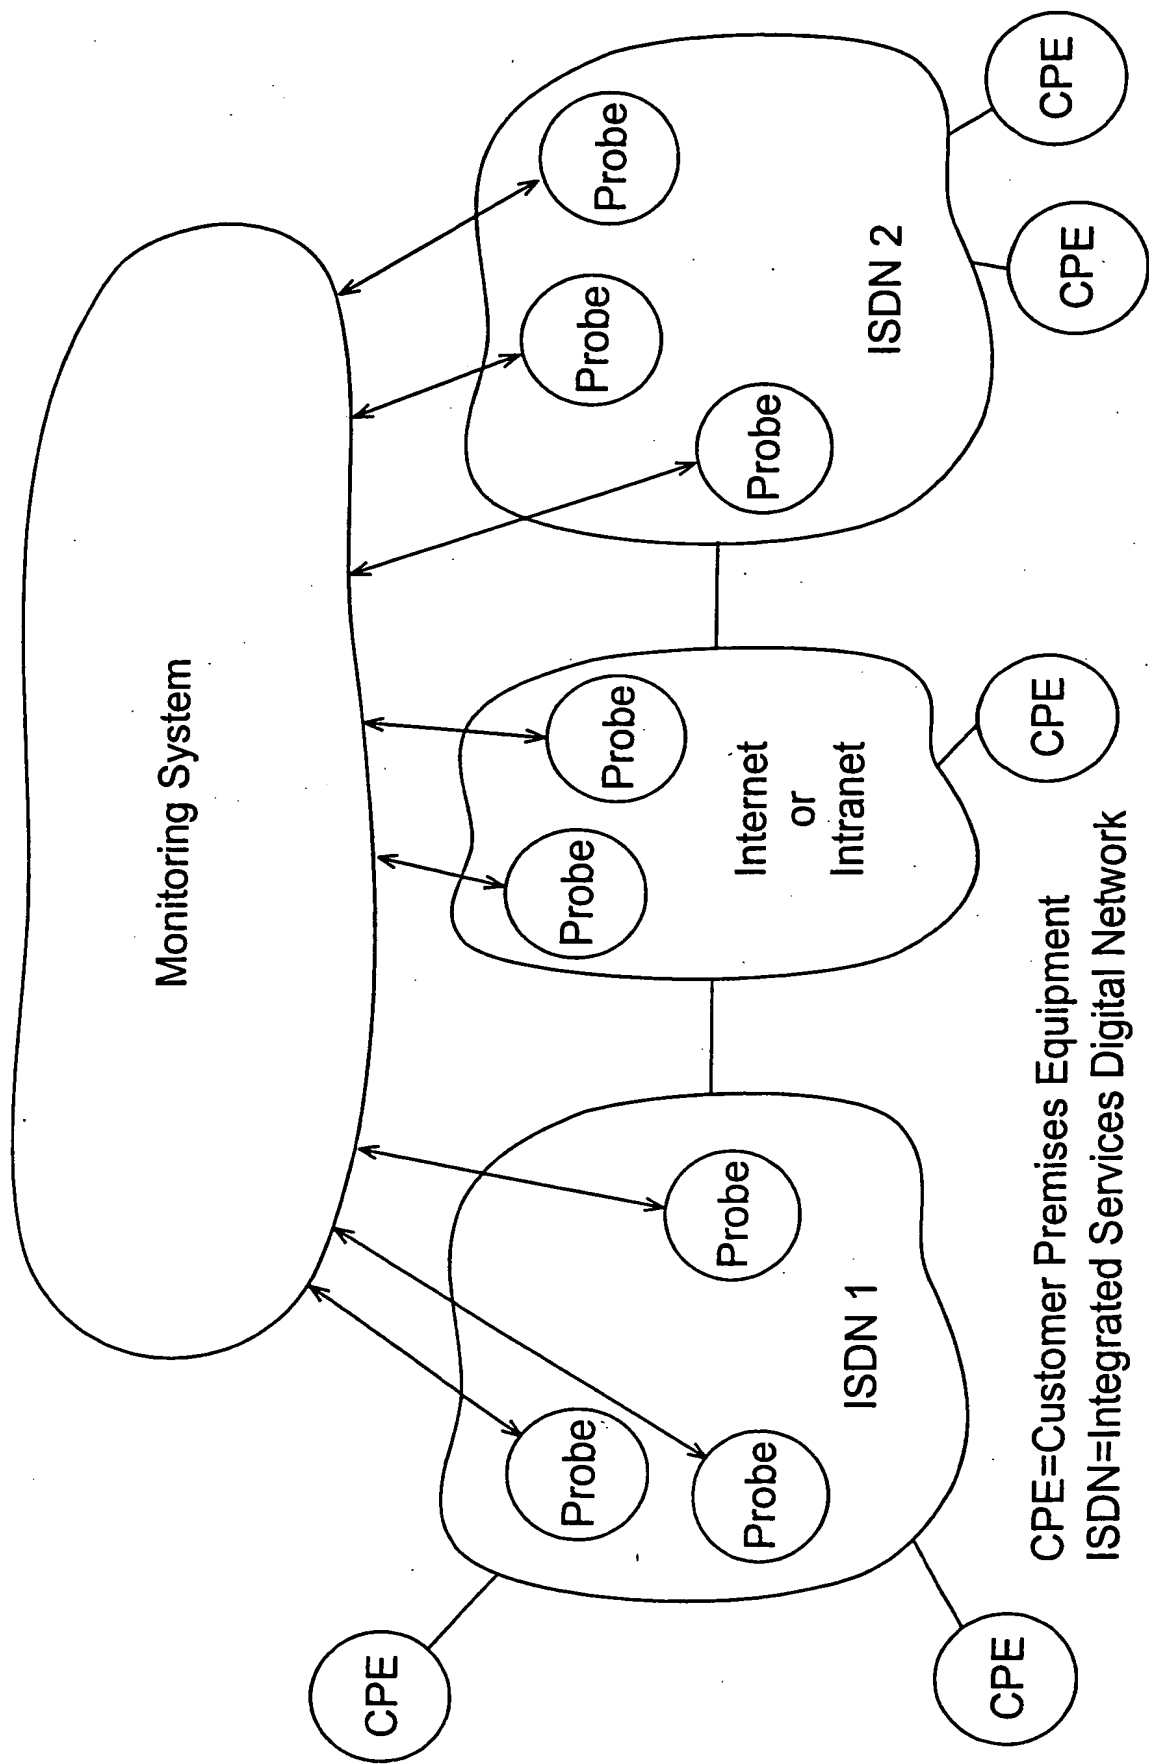 Monitoring System
Probe
Probe
Probe
ISDN 1
Probe
Probe
Internet
or
Intranet
Probe
Probe
Probe
ISDN 2
CPE
CPE
CPE
CPE
CPE
CPE=Customer Premises Equipment
ISDN=Integrated Services Digital Network